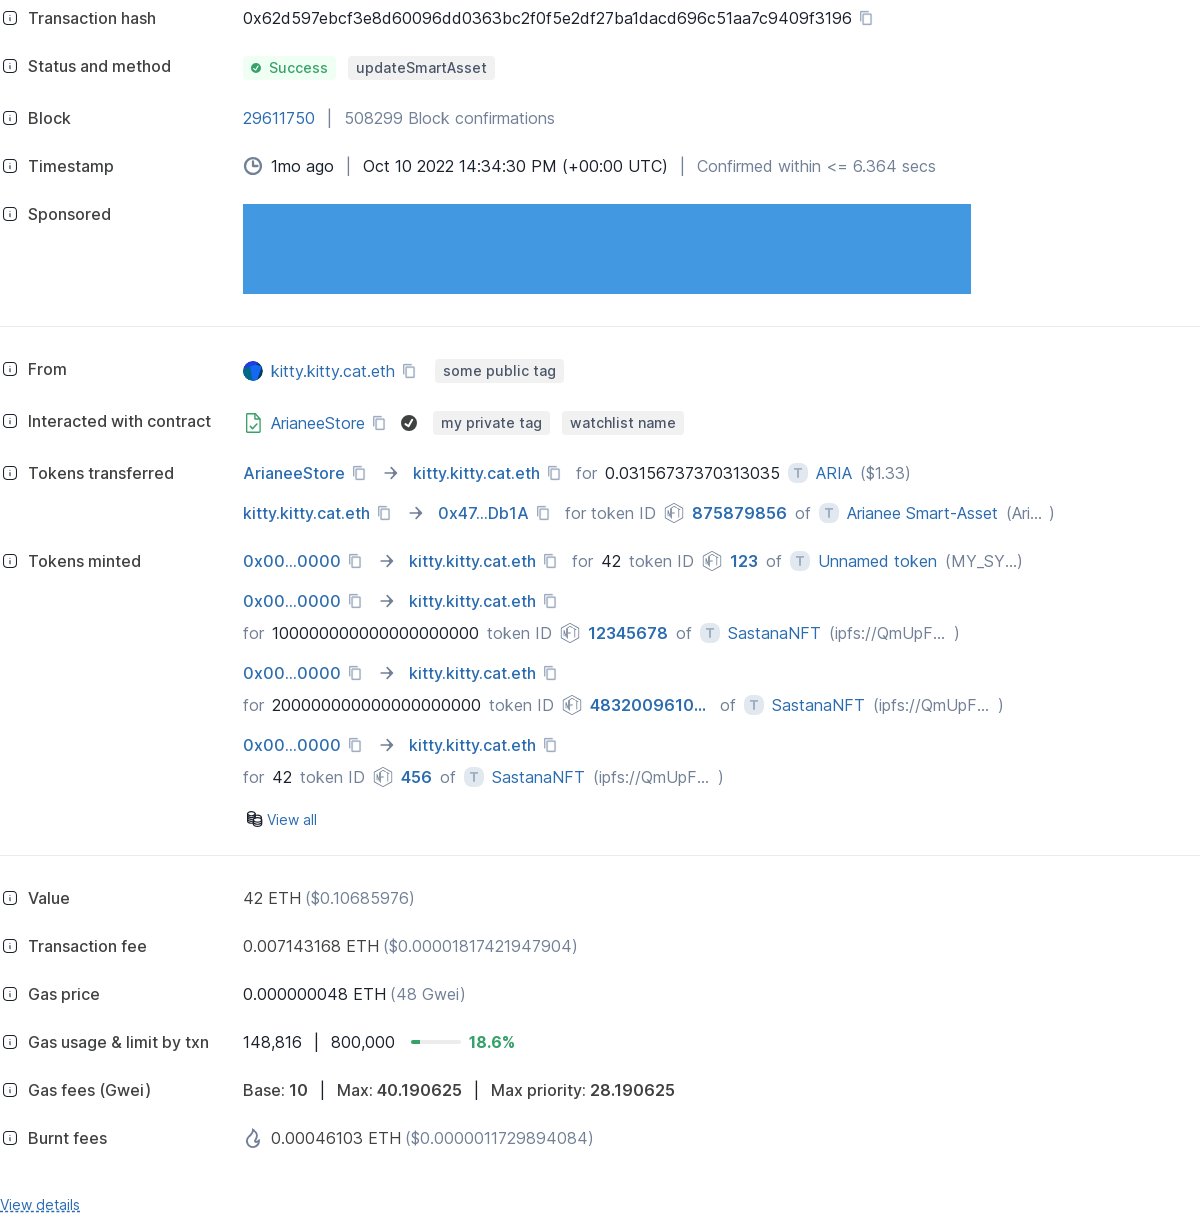 Transaction hash 0x62d597ebcf3e8d60096dd0363bc2f0f5e2df27ba1dacd696c51aa7c9409f3196
Status and method Success updateSmartAsset
Block 29611750 | 508299 Block confirmations
Timestamp 1mo ago | Oct 10 2022 14:34:30 PM (+00:00 UTC) | Confirmed within <= 6.364 secs
Sponsored
From kitty.kitty.cat.eth some public tag
Interacted with contract ArianeeStore my private tag watchlist name
Tokens transferred ArianeeStore → kitty.kitty.cat.eth for 0.03156737370313035 T ARIA ($1.33)
kitty.kitty.cat.eth → 0x47...Db1A for token ID 875879856 of T Arianee Smart-Asset (Ari... )
Tokens minted 0x00...0000 → kitty.kitty.cat.eth for 42 token ID 123 of T Unnamed token (MY_SY...)
0x00...0000 → kitty.kitty.cat.eth
for 100000000000000000000 token ID 12345678 of T SastanaNFT (ipfs://QmUpF... )
0x00...0000 → kitty.kitty.cat.eth
for 200000000000000000000 token ID 4832009610... of T SastanaNFT (ipfs://QmUpF... )
0x00...0000 → kitty.kitty.cat.eth
for 42 token ID 456 of T SastanaNFT (ipfs://QmUpF... )
View all
Value 42 ETH ($0.10685976)
Transaction fee 0.007143168 ETH ($0.00001817421947904)
Gas price 0.000000048 ETH (48 Gwei)
Gas usage & limit by txn 148,816 | 800,000 18.6%
Gas fees (Gwei) Base: 10 | Max: 40.190625 | Max priority: 28.190625
Burnt fees 0.00046103 ETH ($0.0000011729894084)
View details